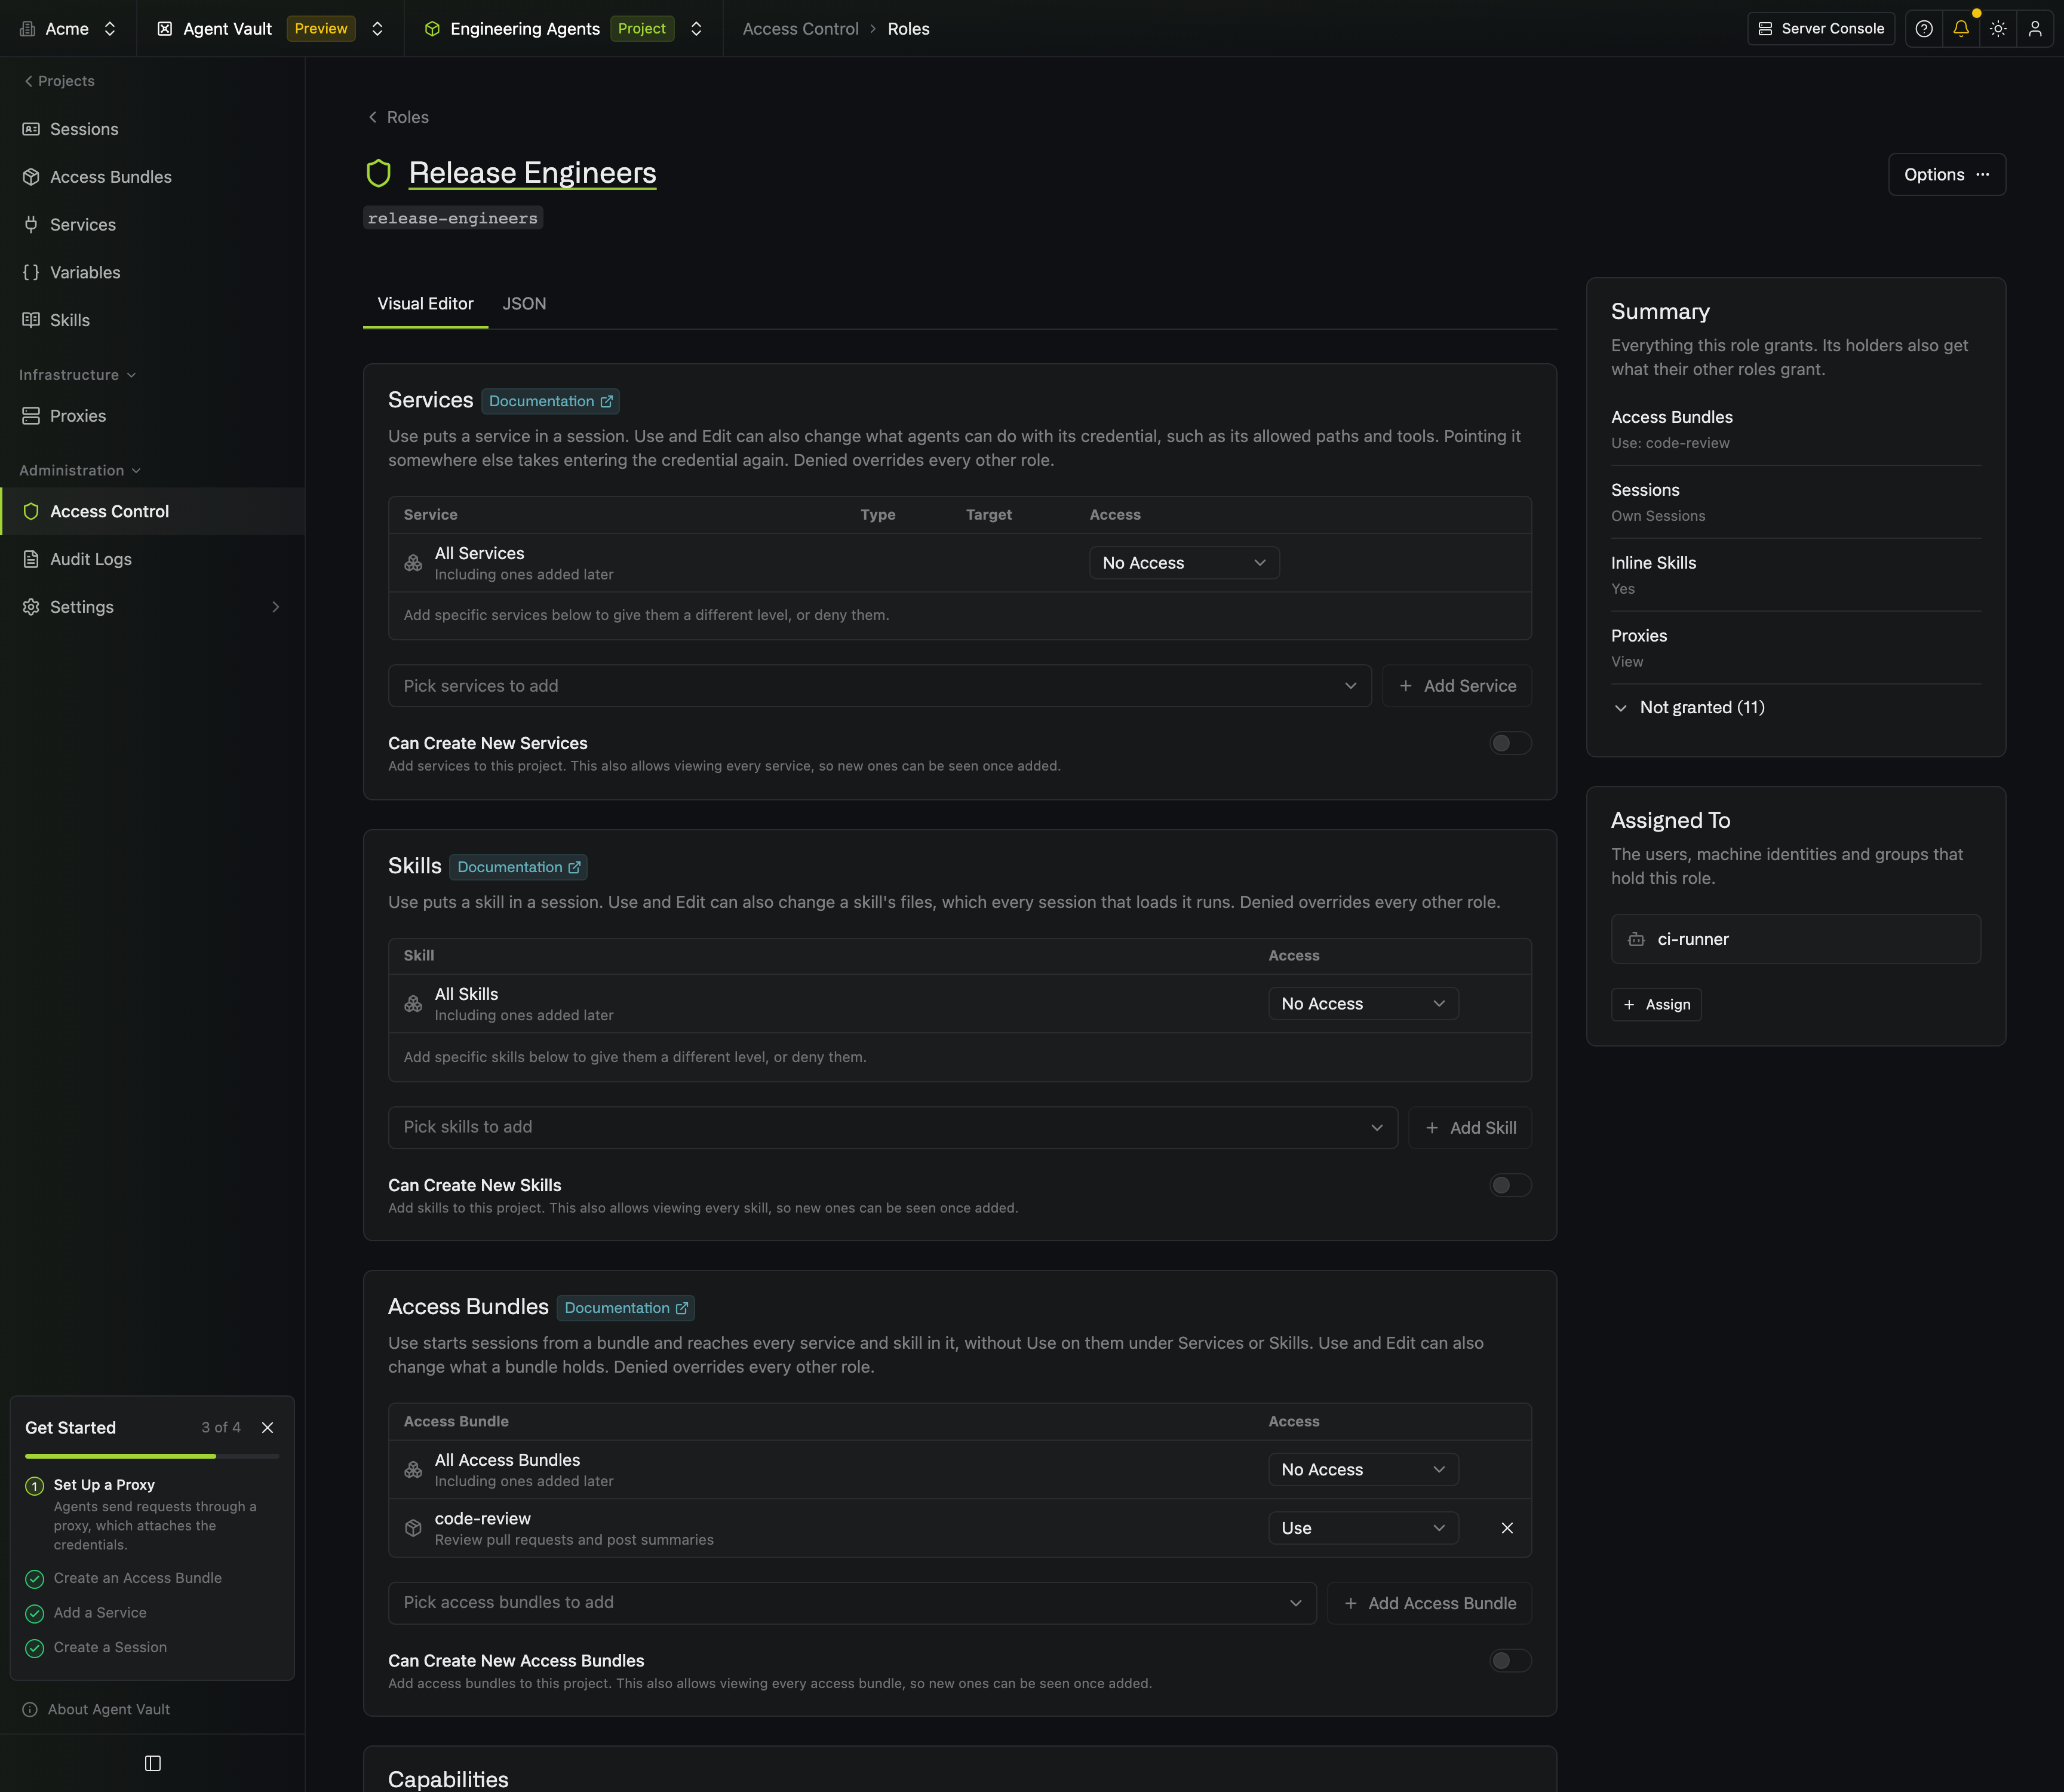 Acme
Agent Vault Preview
Engineering Agents Project
Access Control > Roles
Server Console
Projects
Sessions
Access Bundles
Services
Variables
Skills
Infrastructure
Proxies
Administration
Access Control
Audit Logs
Settings
Get Started 3 of 4
1 Set Up a Proxy
Agents send requests through a
proxy, which attaches the
credentials.
Create an Access Bundle
Add a Service
Create a Session
About Agent Vault
Roles
Release Engineers
release-engineers
Options ...
Visual Editor JSON
Services Documentation
Use puts a service in a session. Use and Edit can also change what agents can do with its credential, such as its allowed paths and tools. Pointing it
somewhere else takes entering the credential again. Denied overrides every other role.
Service Type Target Access
All Services
Including ones added later
No Access
Add specific services below to give them a different level, or deny them.
Pick services to add
+ Add Service
Can Create New Services
Add services to this project. This also allows viewing every service, so new ones can be seen once added.
Skills Documentation
Use puts a skill in a session. Use and Edit can also change a skill's files, which every session that loads it runs. Denied overrides every other role.
Skill Access
All Skills
Including ones added later
No Access
Add specific skills below to give them a different level, or deny them.
Pick skills to add
+ Add Skill
Can Create New Skills
Add skills to this project. This also allows viewing every skill, so new ones can be seen once added.
Access Bundles Documentation
Use starts sessions from a bundle and reaches every service and skill in it, without Use on them under Services or Skills. Use and Edit can also
change what a bundle holds. Denied overrides every other role.
Access Bundle Access
All Access Bundles
Including ones added later
No Access
code-review
Review pull requests and post summaries
Use
Pick access bundles to add
+ Add Access Bundle
Can Create New Access Bundles
Add access bundles to this project. This also allows viewing every access bundle, so new ones can be seen once added.
Capabilities
Summary
Everything this role grants. Its holders also get
what their other roles grant.
Access Bundles
Use: code-review
Sessions
Own Sessions
Inline Skills
Yes
Proxies
View
Not granted (11)
Assigned To
The users, machine identities and groups that
hold this role.
ci-runner
+ Assign